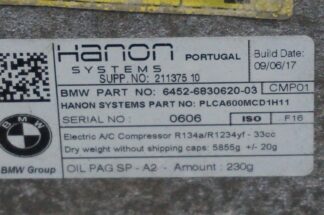 HANON PORTUGAL
SYSTEMS
SUPP. NO: 211375 10
Build Date:
09/06/17
BMW PART NO: 6452-6830620-03 CMP01
HANON SYSTEMS PART NO: PLCA600MCD1H11
SERIAL NO: 0606 ISO F16
Electric A/C Compressor R134a/R1234yf - 33cc
Dry weight without shipping caps: 5855g +/- 20g
OIL PAG SP - A2 - Amount : 230g
BMW Group